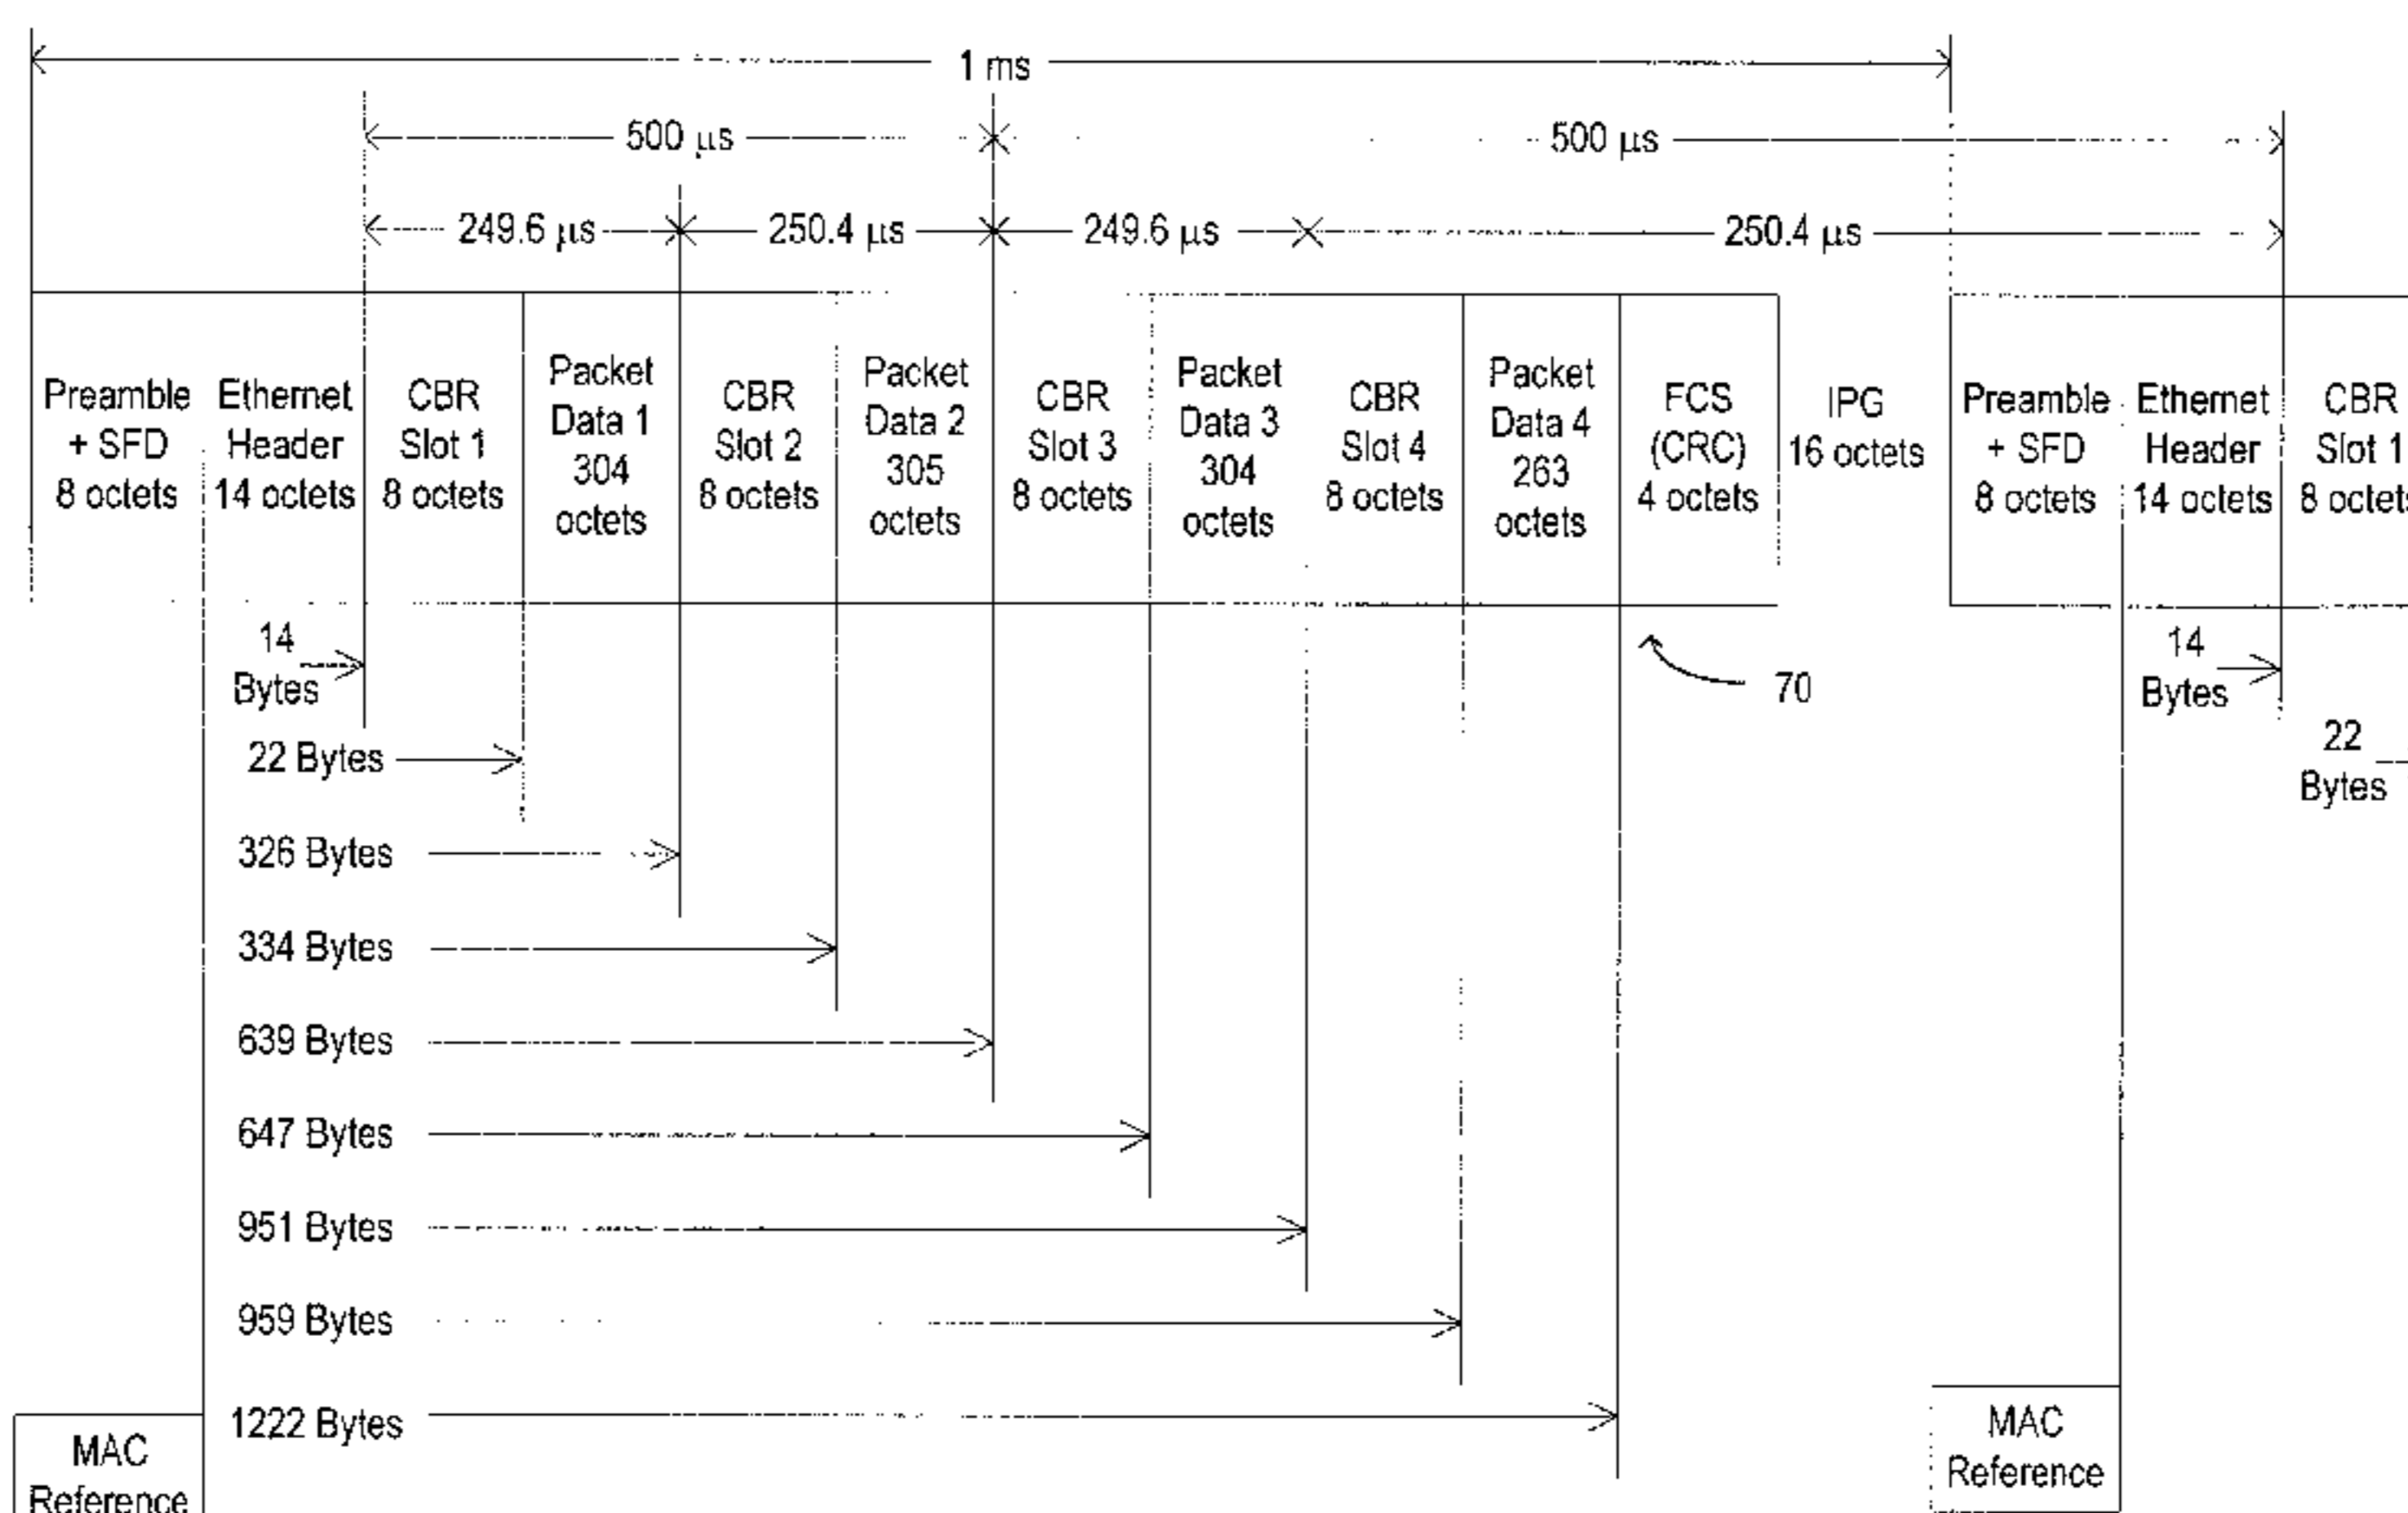 1 ms
500 μs
500 μs
249.6 μs
250.4 μs
249.6 μs
250.4 μs
Preamble
+ SFD
8 octets
Ethernet
Header
14 octets
CBR
Slot 1
8 octets
Packet
Data 1
304
octets
CBR
Slot 2
8 octets
Packet
Data 2
305
octets
CBR
Slot 3
8 octets
Packet
Data 3
304
octets
CBR
Slot 4
8 octets
Packet
Data 4
263
octets
FCS
(CRC)
4 octets
IPG
16 octets
Preamble
+ SFD
8 octets
Ethernet
Header
14 octets
CBR
Slot 1
8 octets
14
Bytes
70
14
Bytes
22 Bytes
22
Bytes
326 Bytes
334 Bytes
639 Bytes
647 Bytes
951 Bytes
959 Bytes
1222 Bytes
MAC
Reference
MAC
Reference